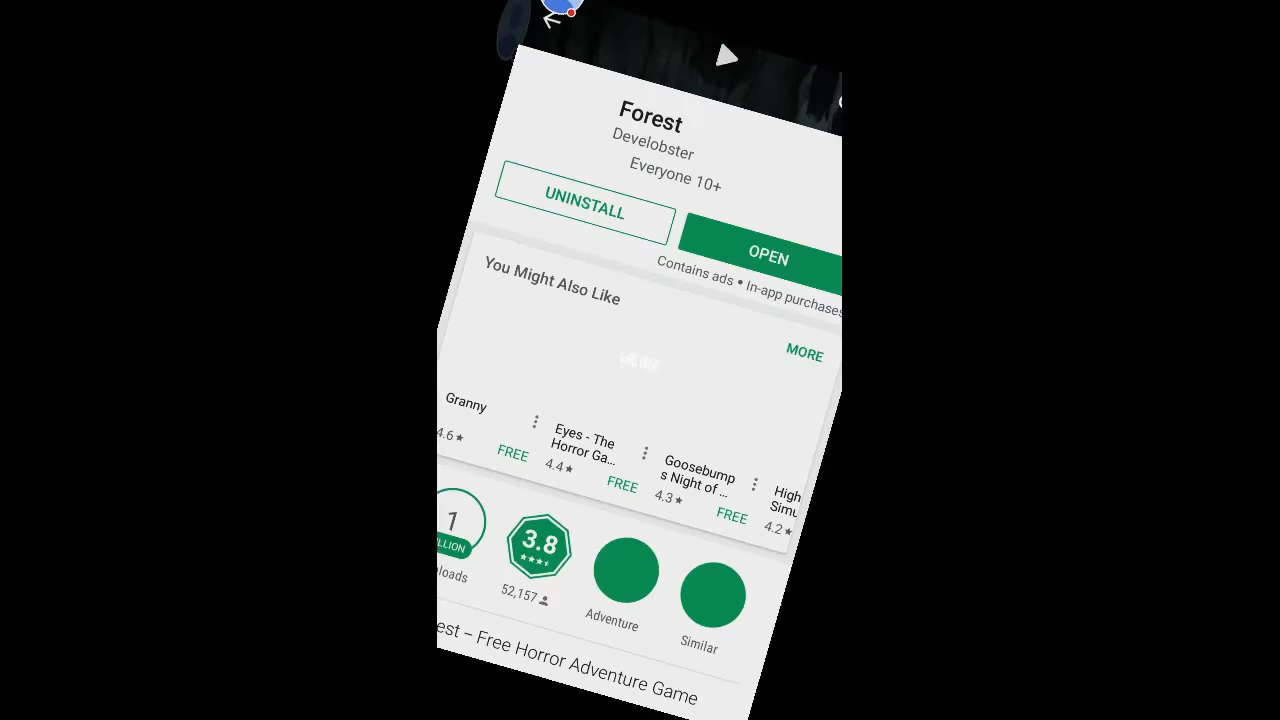 Forest
Develobster
Everyone 10+
UNINSTALL
OPEN
Contains ads • In-app purchases
You Might Also Like
MORE
Granny
4.6★
FREE
Eyes - The
Horror Ga...
4.4★
FREE
Goosebump
s Night of ...
4.3★
FREE
High
Simu
4.2★
1
LLION
loads
3.8
52,157
Adventure
Similar
est – Free Horror Adventure Game